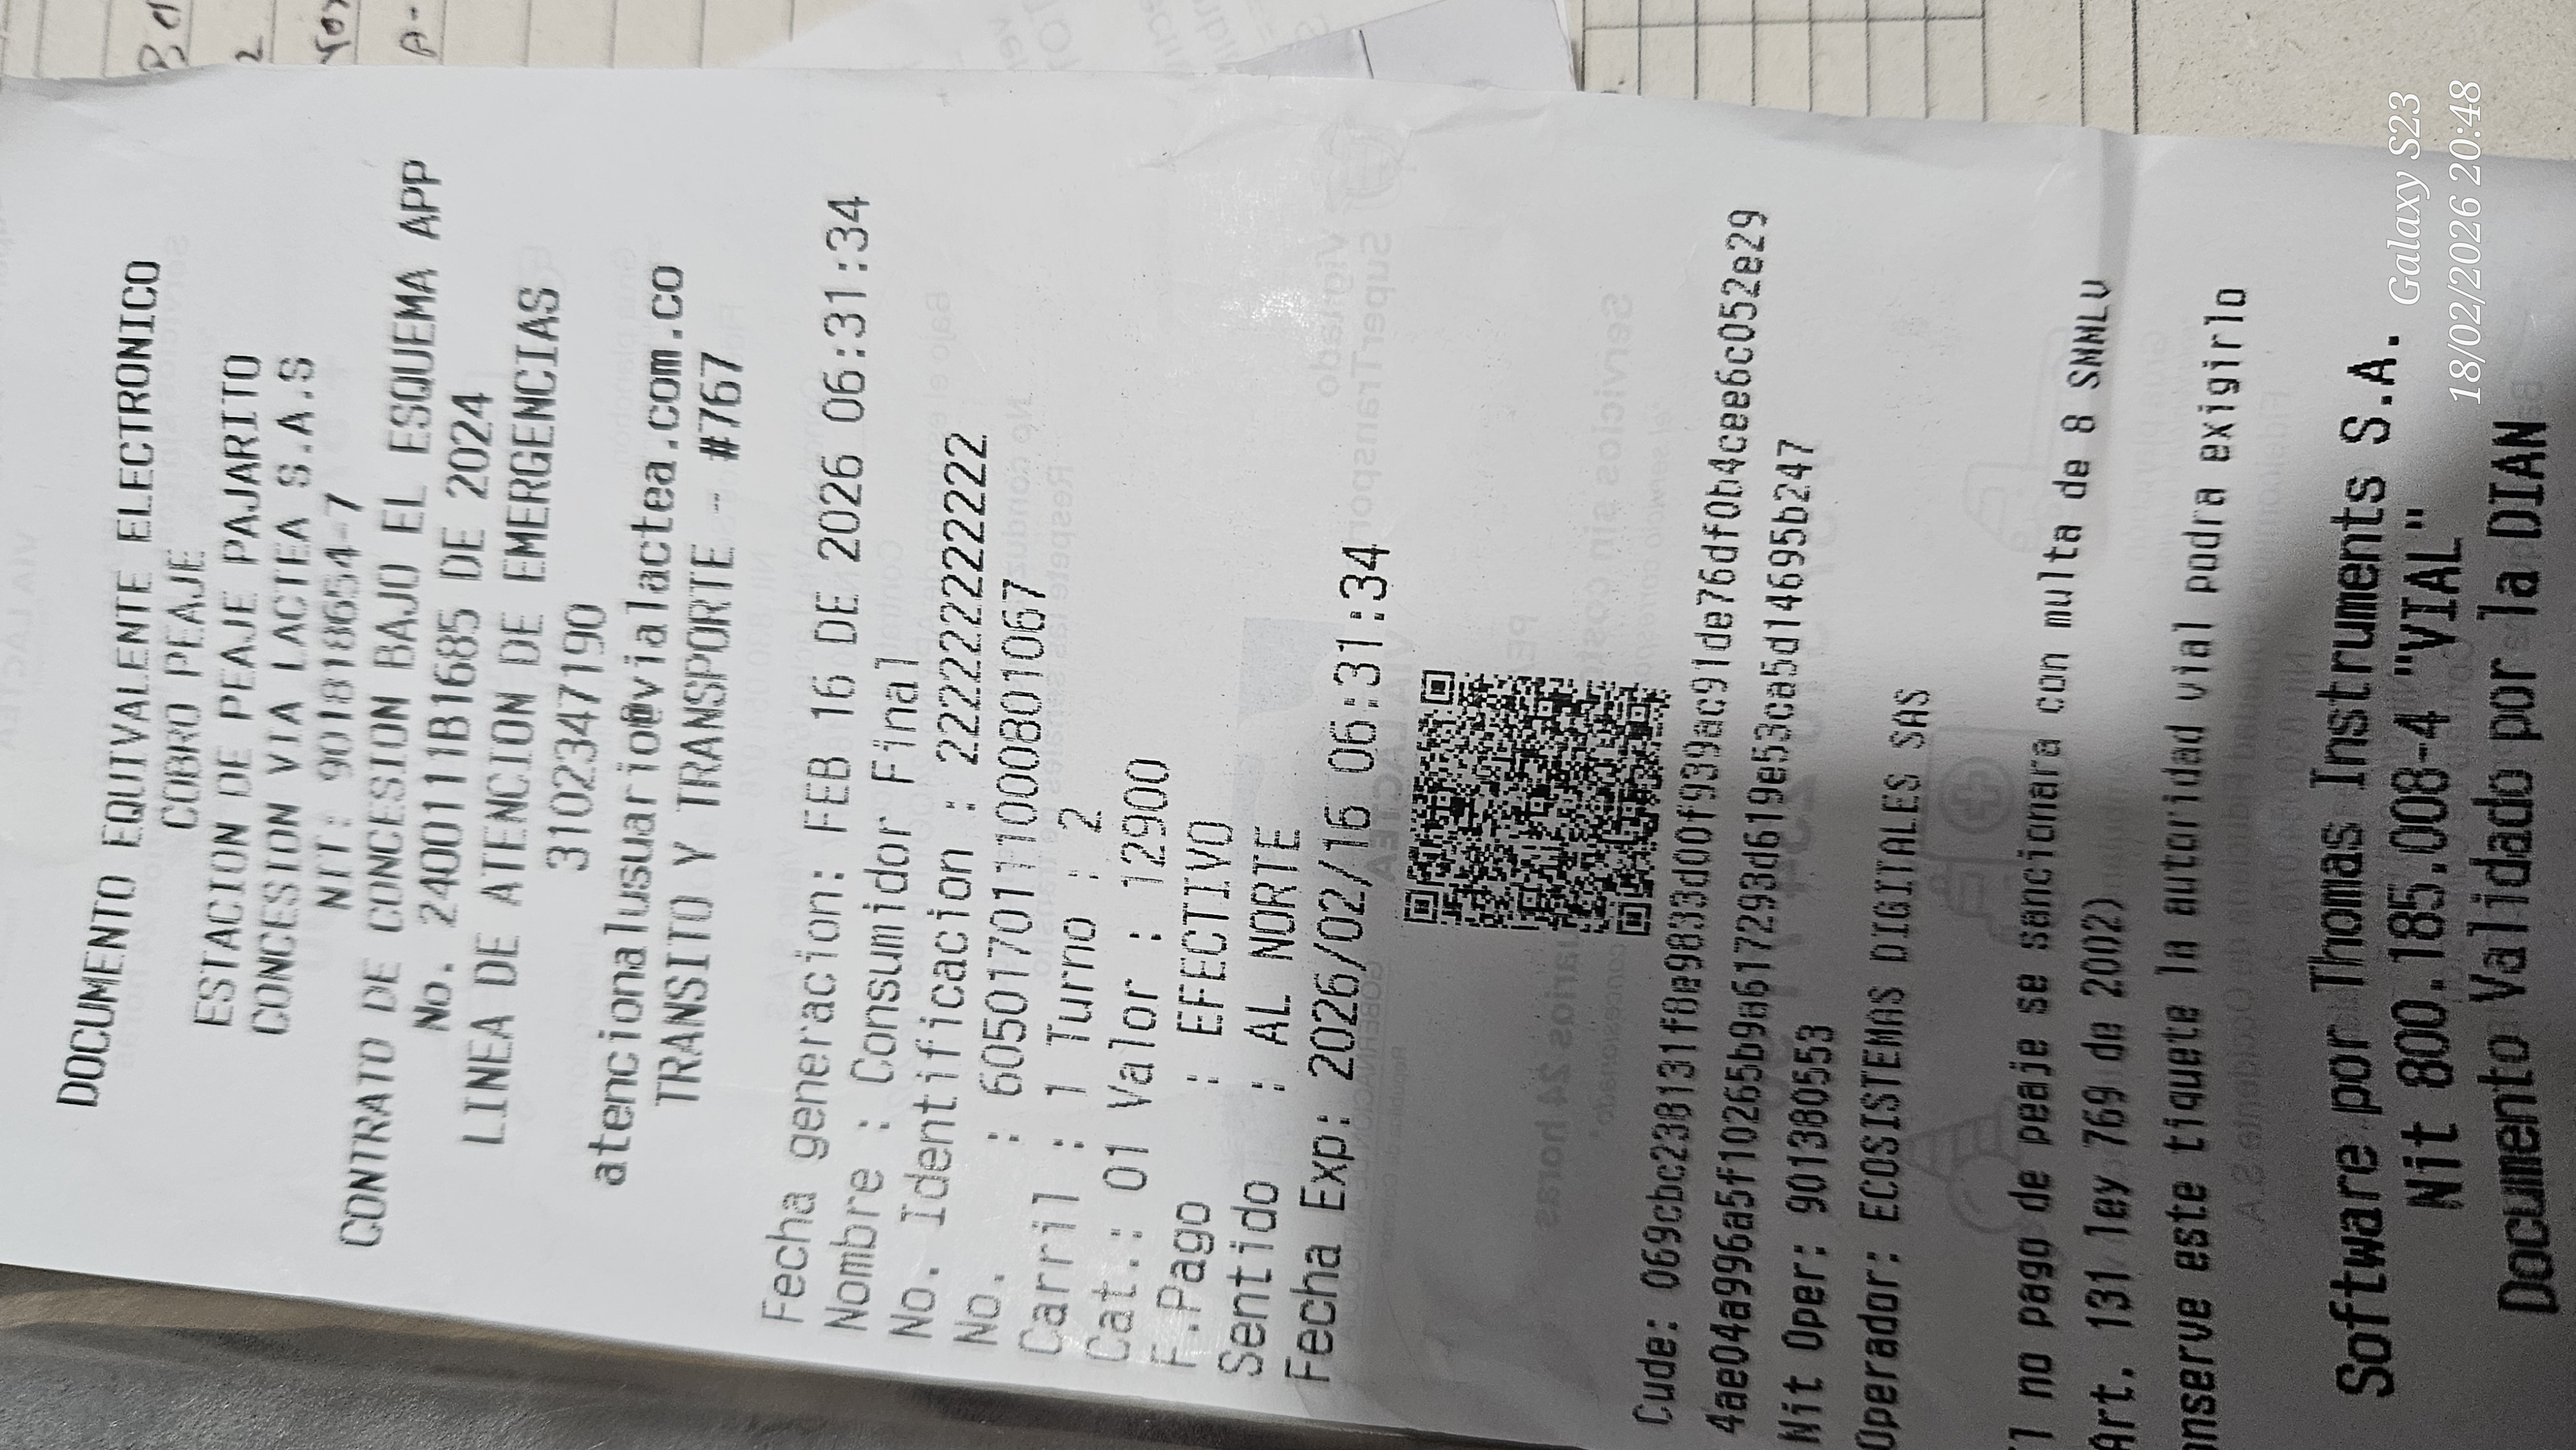 DOCUMENTO EQUIVALENTE ELECTRONICO
COBRO PEAJE
ESTACION DE PEAJE PAJARITO
CONCESION VIA LACTEA S.A.S
NIT: 901818654-7
CONTRATO DE CONCESION BAJO EL ESQUEMA APP
No. 240011B1685 DE 2024
LINEA DE ATENCION DE EMERGENCIAS
3102347190
atencionalusuario@vialactea.com.co
TRANSITO Y TRANSPORTE - #767
Fecha generacion: FEB 16 DE 2026 06:31:34
Nombre : Consumidor Final
No. Identificacion : 222222222222
No. : 60501701110000801067
Carril : 1 Turno : 2
Cat.: 01 Valor : 12900
F.Pago : EFECTIVO
Sentido : AL NORTE
Fecha Exp: 2026/02/16 06:31:34
Cude: 069cbc238131f8e9833d00f939ac91de76df0b4cee6c052e29
4ae04a996a5f10265b9a617293d619e53ca5d14695b247
Nit Oper: 901380553
Operador: ECOSISTEMAS DIGITALES SAS
El no pago de peaje se sancionara con multa de 8 SMMLV
Art. 131 ley 769 de 2002)
onserve este tiquete la autoridad vial podra exigirlo
Software por Thomas Instruments S.A.
Nit 800.185.008-4 "VIAL"
Documento Validado por la DIAN
Galaxy S23
18/02/2026 20:48